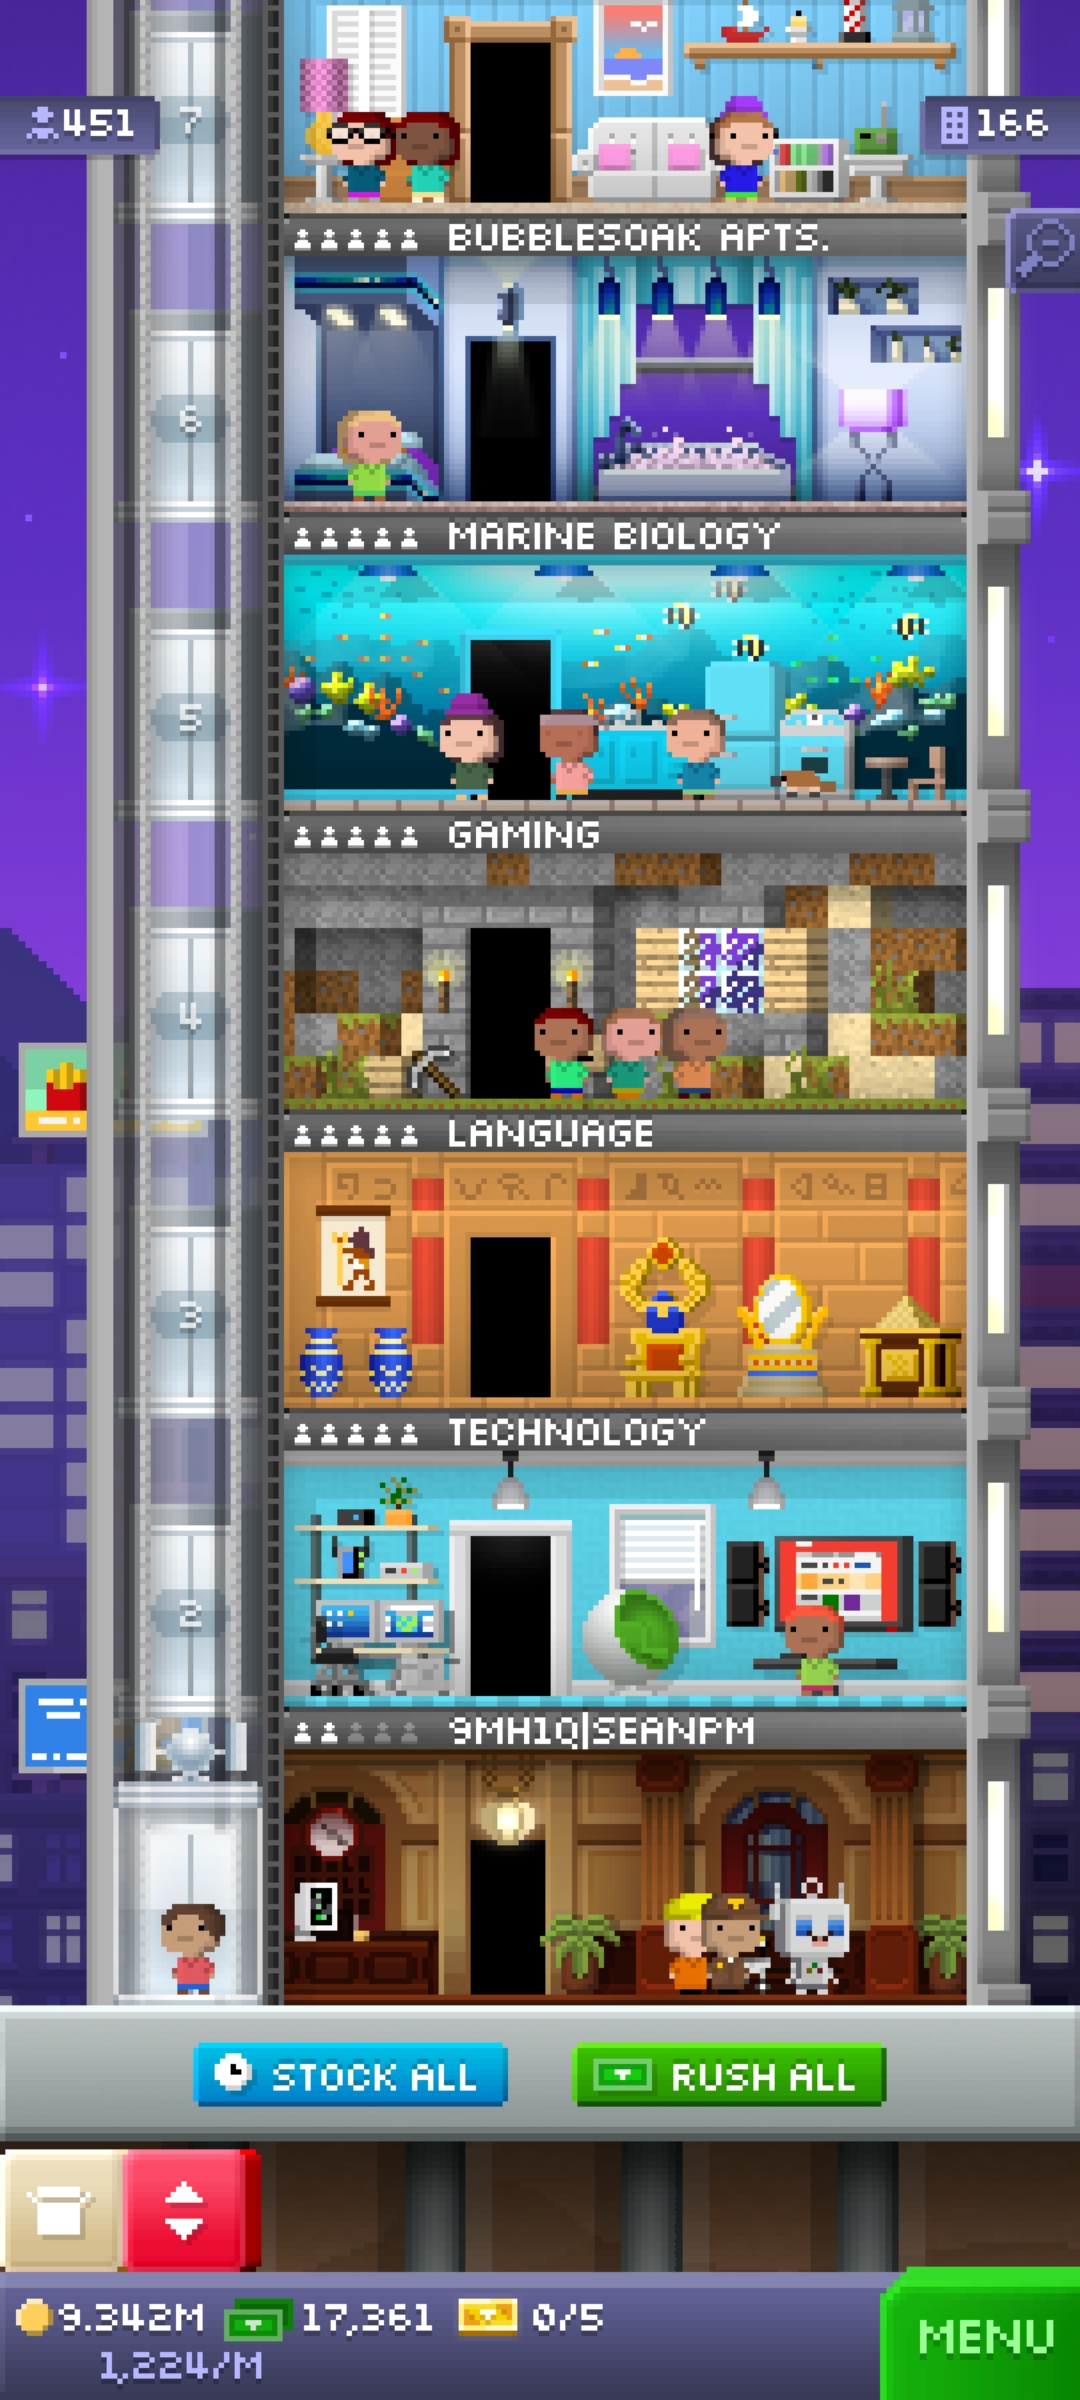 7
451
166
BUBBLESOAK APTS.
6
MARINE BIOLOGY
5
GAMING
4
LANGUAGE
3
TECHNOLOGY
2
9MH1Q|SEANPM
STOCK ALL
RUSH ALL
9.342M
17,361
0/5
1,224/M
MENU